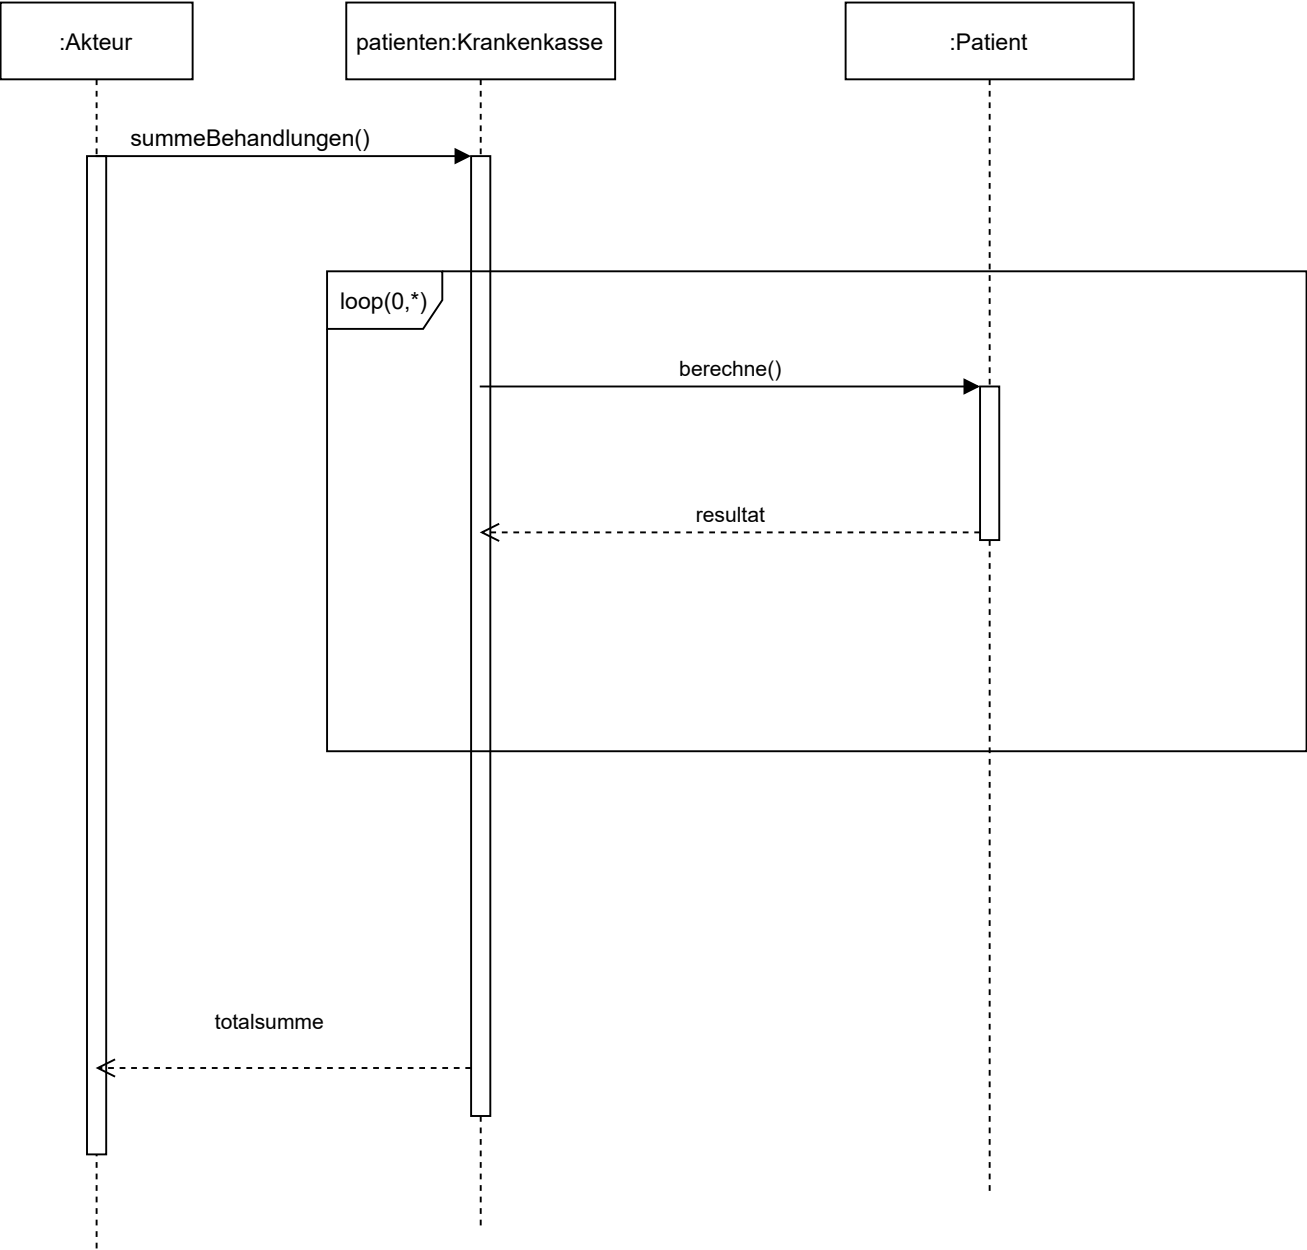 :Akteur
patienten:Krankenkasse
:Patient
summeBehandlungen()
loop(0,*)
berechne()
resultat
totalsumme